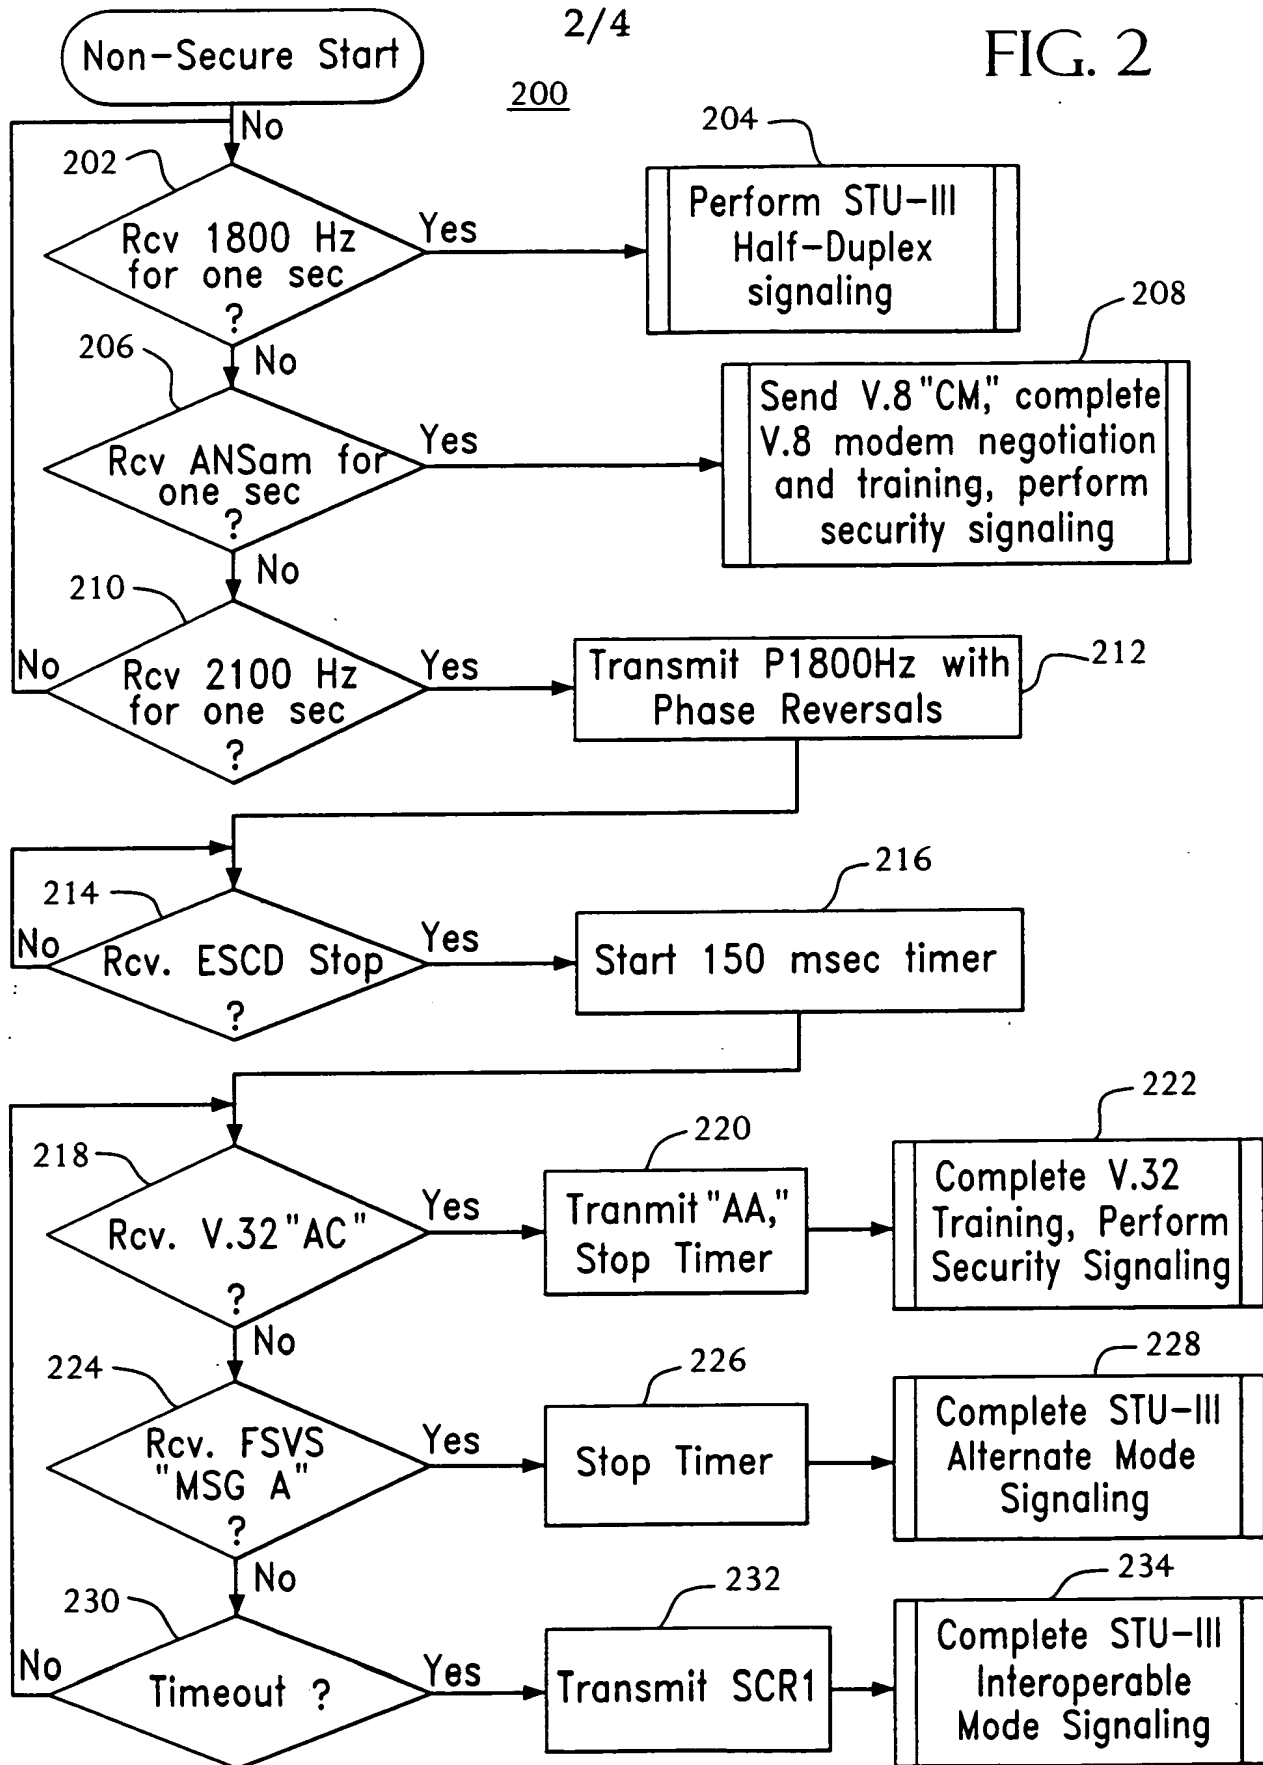 2/4
FIG. 2
Non-Secure Start
200
No
202
Rcv 1800 Hz
for one sec
?
Yes
204
Perform STU-III
Half-Duplex
signaling
No
206
Rcv ANSam for
one sec
?
Yes
208
Send V.8 "CM," complete
V.8 modem negotiation
and training, perform
security signaling
No
210
No
Rcv 2100 Hz
for one sec
?
Yes
Transmit P1800Hz with
Phase Reversals
212
214
No
Rcv. ESCD Stop
?
Yes
216
Start 150 msec timer
218
Rcv. V.32 "AC"
?
Yes
220
Tranmit "AA,"
Stop Timer
222
Complete V.32
Training, Perform
Security Signaling
No
224
Rcv. FSVS
"MSG A"
?
Yes
226
Stop Timer
228
Complete STU-III
Alternate Mode
Signaling
No
230
No
Timeout ?
Yes
232
Transmit SCR1
234
Complete STU-III
Interoperable
Mode Signaling